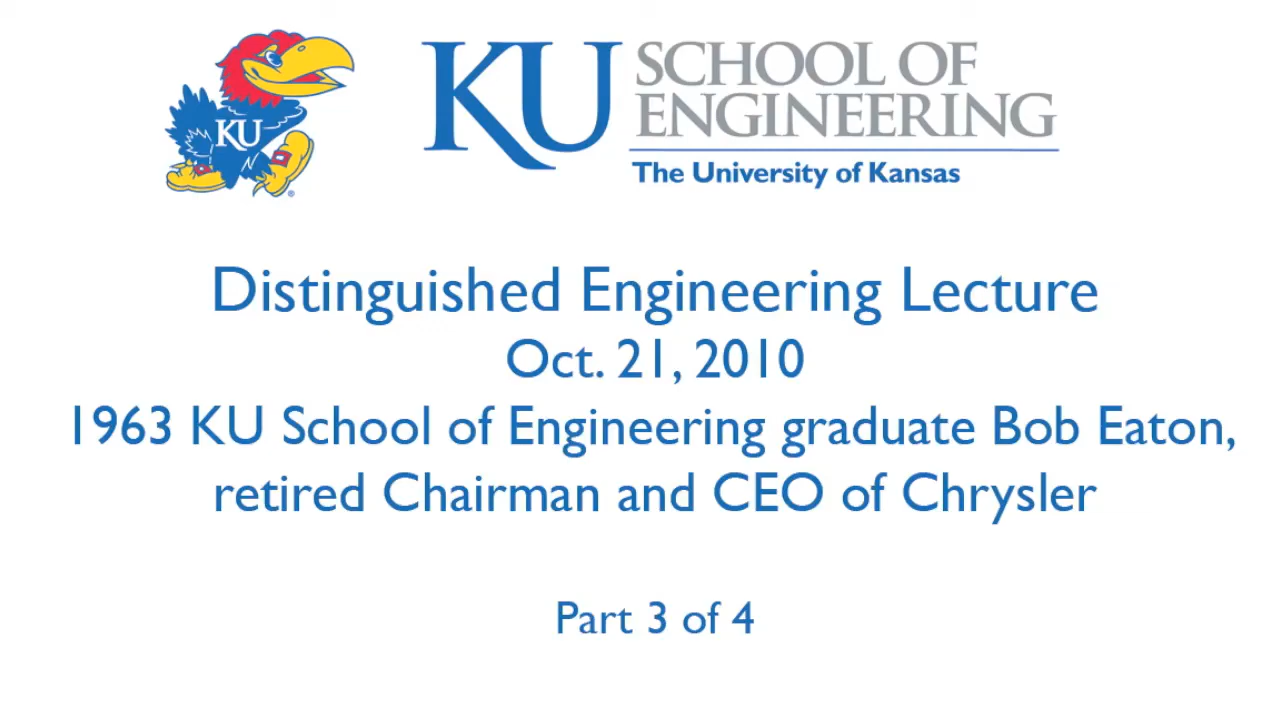 KU
KU SCHOOL OF
ENGINEERING
The University of Kansas
Distinguished Engineering Lecture
Oct. 21, 2010
1963 KU School of Engineering graduate Bob Eaton,
retired Chairman and CEO of Chrysler
Part 3 of 4